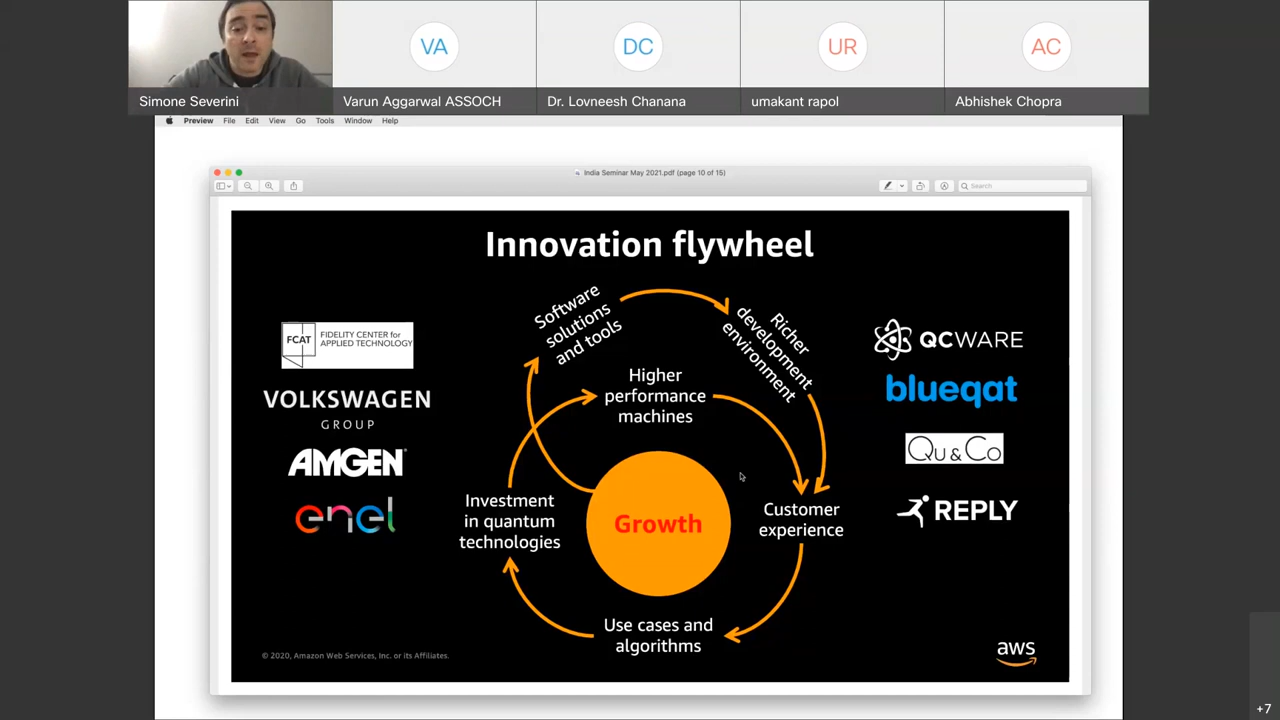 VA
DC
UR
AC
Simone Severini
Varun Aggarwal ASSOCH
Dr. Lovneesh Chanana
umakant rapol
Abhishek Chopra
Preview File Edit View Go Tools Window Help
India Seminar May 2021.pdf (page 10 of 15)
Search
Innovation flywheel
Software
solutions
and tools
Richer
development
environment
FCAT
FIDELITY CENTER for
APPLIED TECHNOLOGY
VOLKSWAGEN
GROUP
AMGEN
enel
Higher
performance
machines
QCWARE
blueqat
QU & CO
REPLY
Investment
in quantum
technologies
Growth
Customer
experience
Use cases and
algorithms
© 2020, Amazon Web Services, Inc. or its Affiliates.
aws
+7